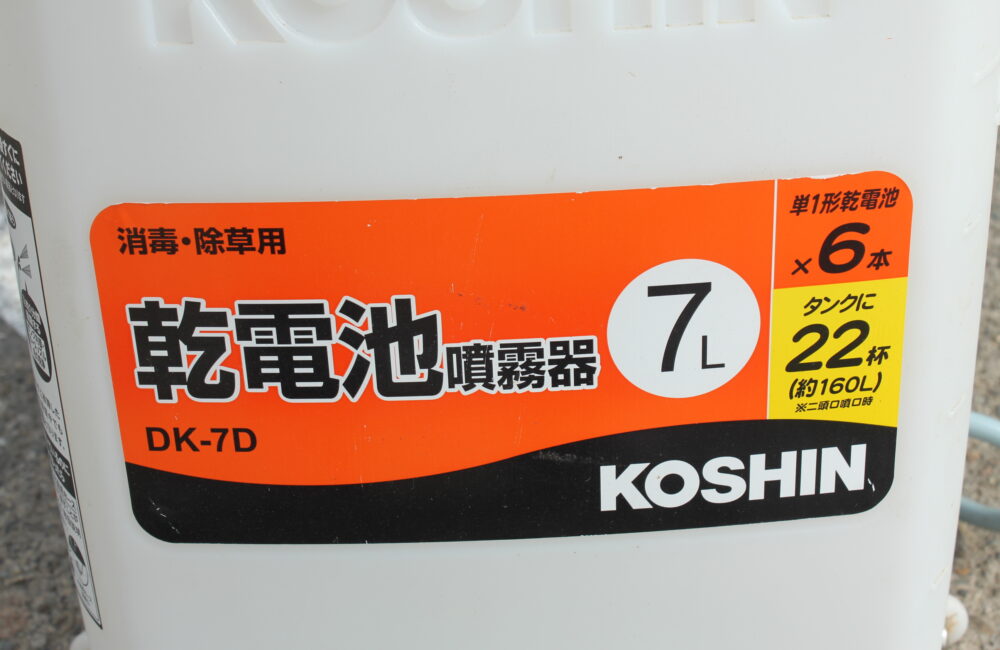 KOSHIN
消毒・除草用
乾電池噴霧器
DK-7D
7L
単1形乾電池
×6本
タンクに
22杯
(約160L)
※二頭口噴口時
KOSHIN